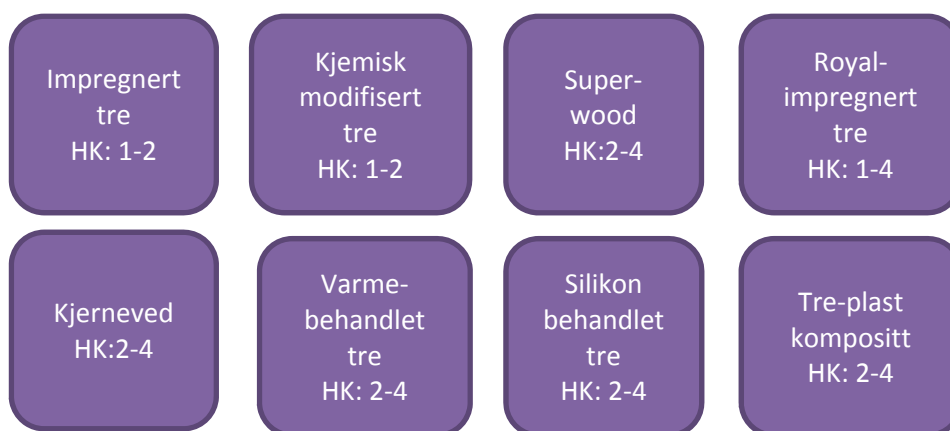 Impregnert
tre
HK: 1-2
Kjemisk
modifisert
tre
HK: 1-2
Super-
wood
HK:2-4
Royal-
impregnert
tre
HK: 1-4
Kjerneved
HK:2-4
Varme-
behandlet
tre
HK: 2-4
Silikon
behandlet
tre
HK: 2-4
Tre-plast
kompositt
HK: 2-4